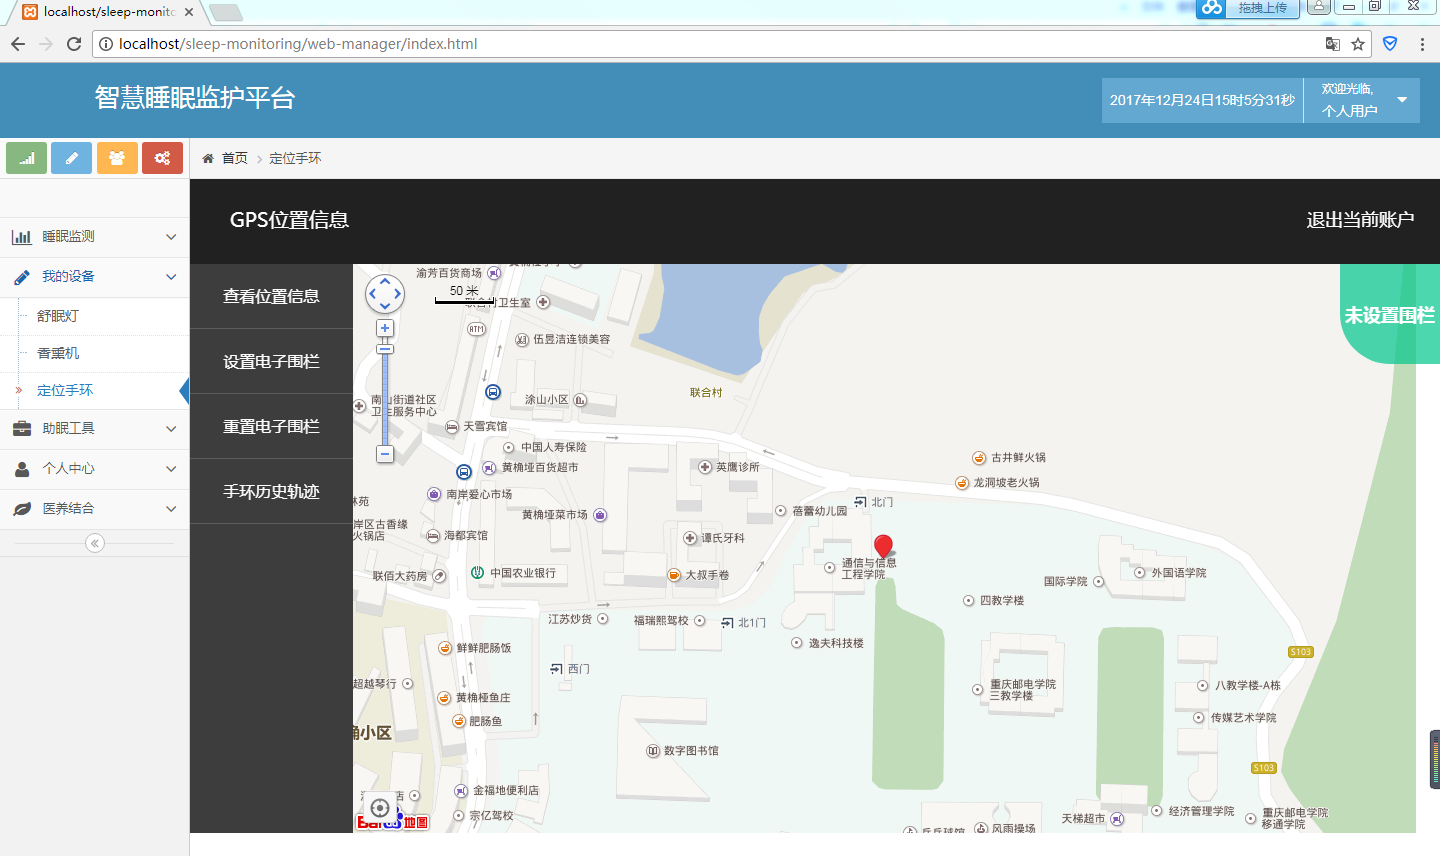 localhost/sleep-monito
拖拽上传
localhost/sleep-monitoring/web-manager/index.html
智慧睡眠监护平台
2017年12月24日15时5分31秒
欢迎光临,
个人用户
首页
定位手环
GPS位置信息
退出当前账户
睡眠监测
我的设备
舒眠灯
香薰机
定位手环
助眠工具
个人中心
医养结合
查看位置信息
设置电子围栏
重置电子围栏
手环历史轨迹
未设置围栏
渝芳百货商场
50 米
联合村卫生室
ATM
伍昱洁连锁美容
联合村
南山街道社区
卫生服务中心
涂山小区
天雪宾馆
中国人寿保险
黄桷垭百货超市
英鹰诊所
古井鲜火锅
龙洞坡老火锅
南岸爱心市场
林苑
黄桷垭菜市场
蓓蕾幼儿园
北门
岸区古香缘
火锅店
海都宾馆
谭氏牙科
通信与信息
工程学院
联佰大药房
中国农业银行
大叔手卷
国际学院
外国语学院
四教学楼
江苏炒货
福瑞熙驾校
北1门
逸夫科技楼
鲜鲜肥肠饭
西门
S103
超越琴行
黄桷桠鱼庄
重庆邮电学院
三教学楼
八教学楼-A栋
肥肠鱼
传媒艺术学院
桷小区
数字图书馆
S103
金福地便利店
店
宗亿驾校
Bai 地图
乒乓球馆
风雨操场
天梯超市
经济管理学院
重庆邮电学院
移通学院